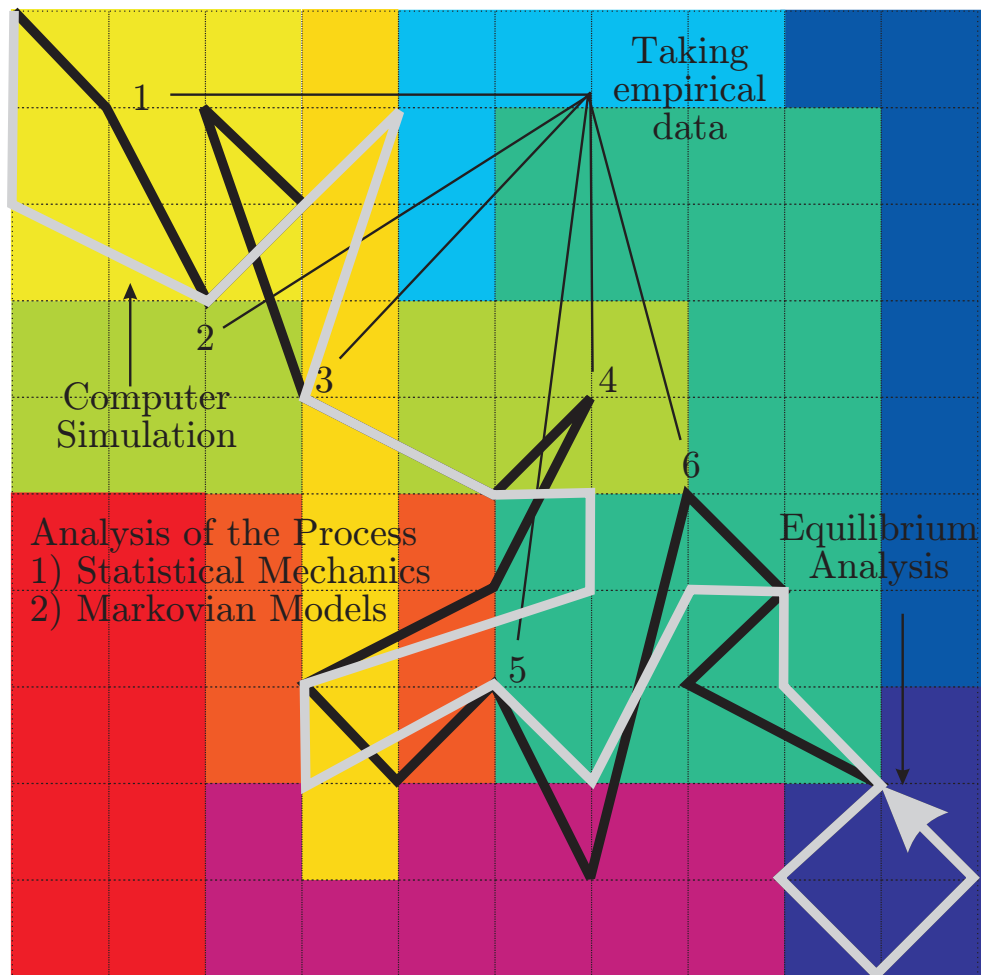 Taking
empirical
data
1
2
3
4
Computer
Simulation
6
Analysis of the Process
1) Statistical Mechanics
2) Markovian Models
Equilibrium
Analysis
5